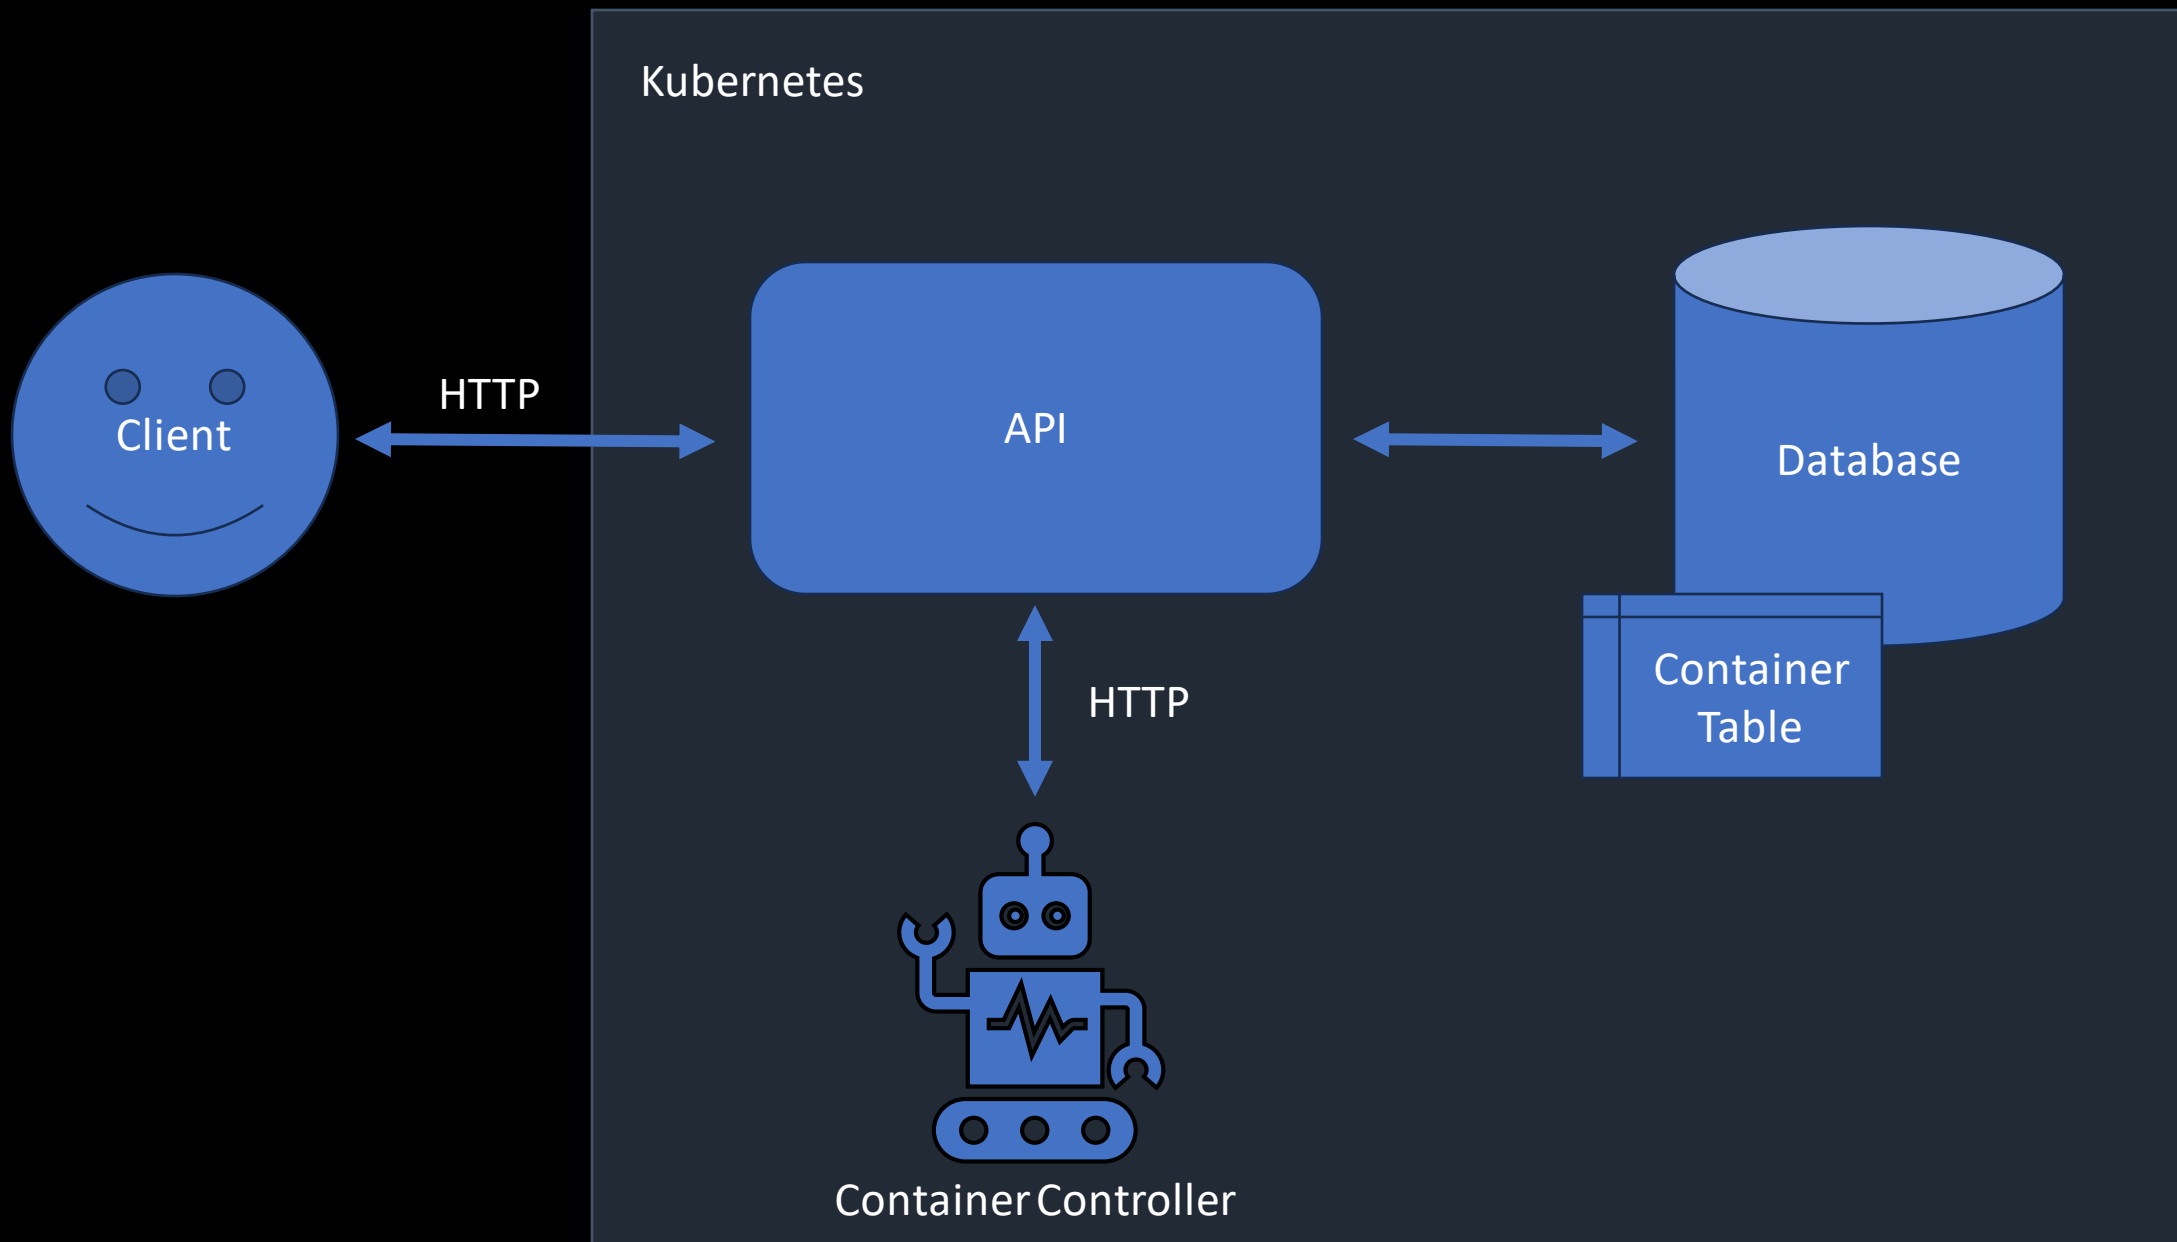 Kubernetes
Client
HTTP
API
Database
Container
Table
HTTP
Container Controller